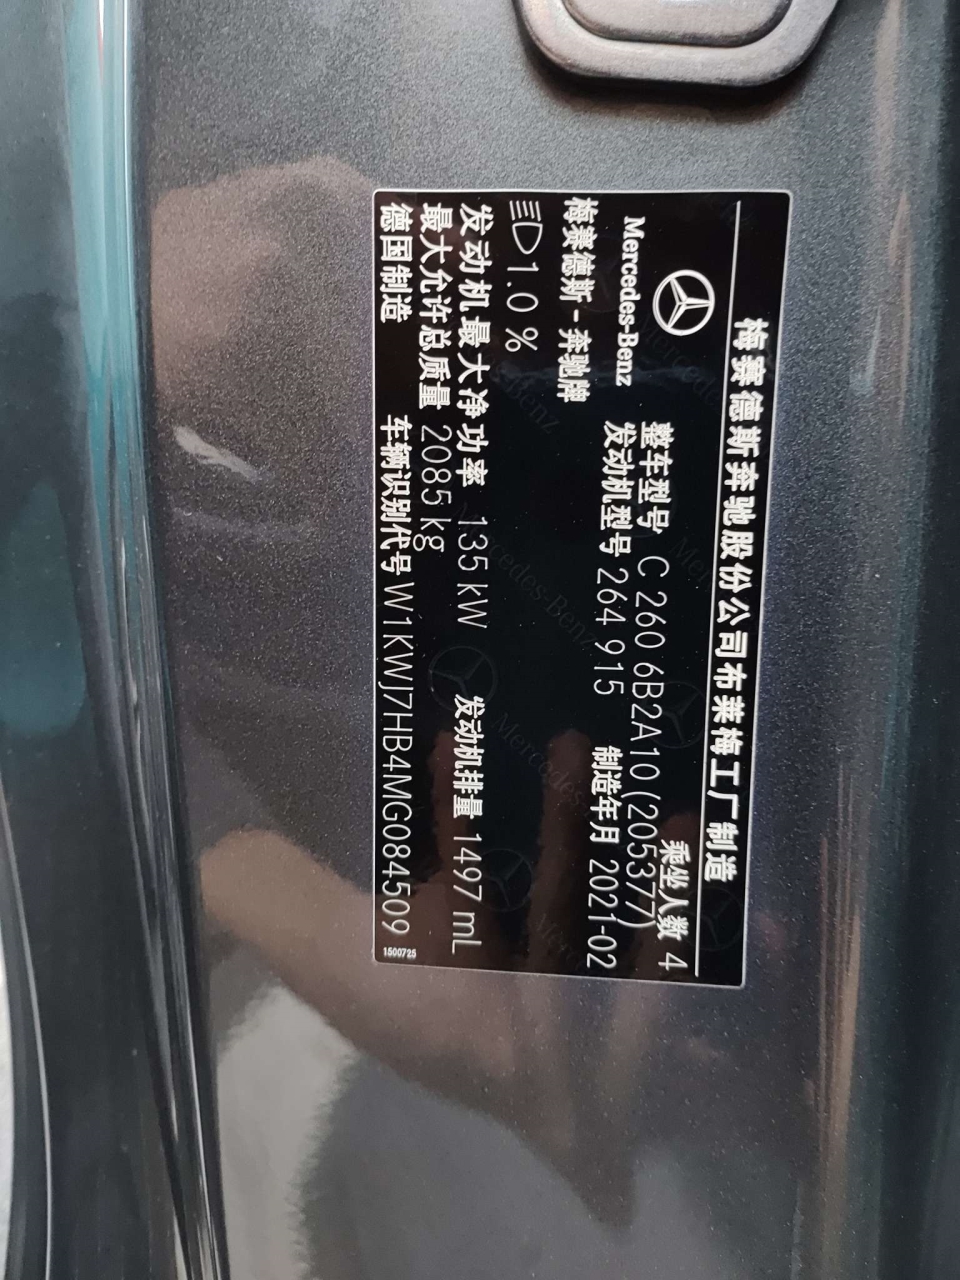 梅赛德斯奔驰股份公司布莱梅工厂制造
乘坐人数 4
Mercedes-Benz
整车型号 C 260 6B2A10 (205377)
发动机型号 264 915 制造年月 2021-02
梅赛德斯-奔驰牌
1.0 %
发动机最大净功率 135 kW 发动机排量 1497 mL
最大允许总质量 2085 kg
德国制造 车辆识别代号 W1KWJ7HB4MG084509
1500725